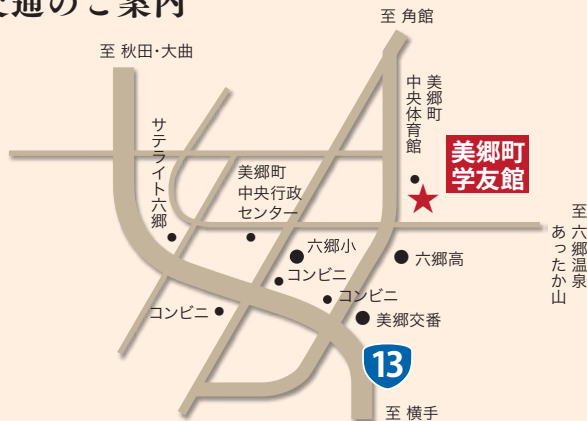 交通のご案内
至 角館
至 秋田・大曲
美郷町
中央体育館
サテライト六郷
美郷町
学友館
美郷町
中央行政
センター
至 六郷温泉
あったか山
六郷小
六郷高
コンビニ
コンビニ
コンビニ
美郷交番
13
至 横手